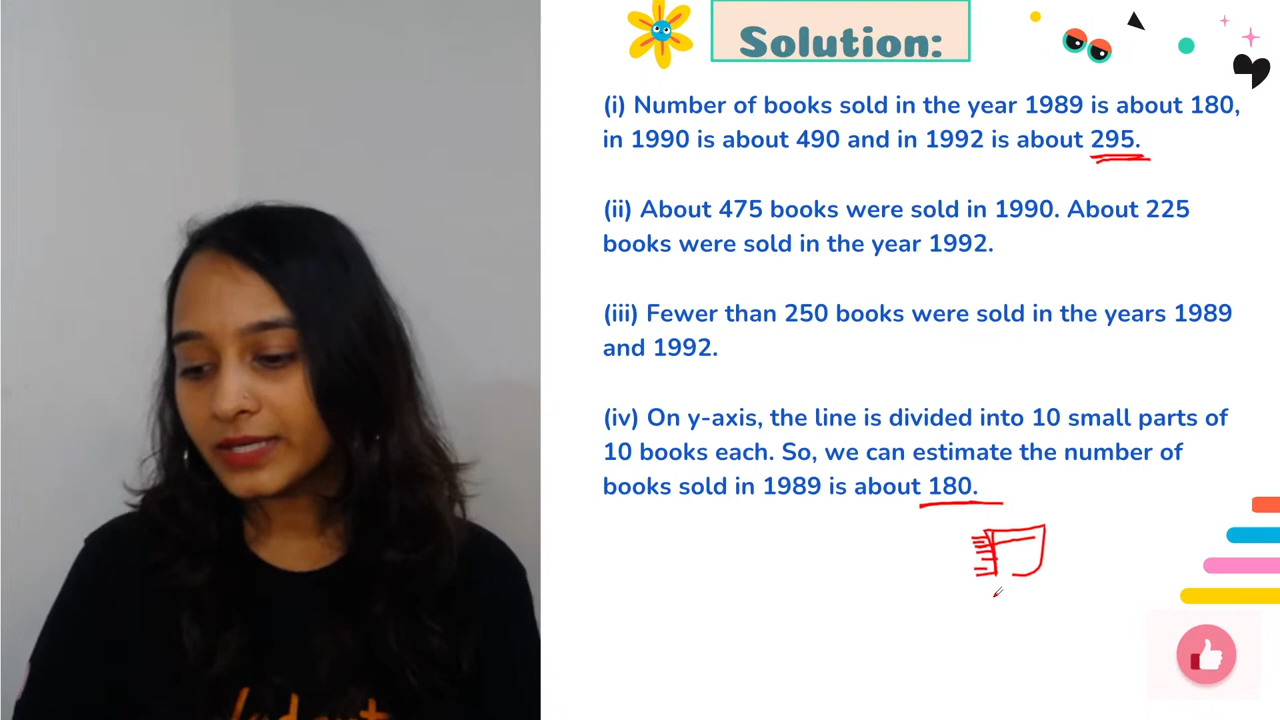 Solution:
(i) Number of books sold in the year 1989 is about 180,
in 1990 is about 490 and in 1992 is about 295.
(ii) About 475 books were sold in 1990. About 225
books were sold in the year 1992.
(iii) Fewer than 250 books were sold in the years 1989
and 1992.
(iv) On y-axis, the line is divided into 10 small parts of
10 books each. So, we can estimate the number of
books sold in 1989 is about 180.